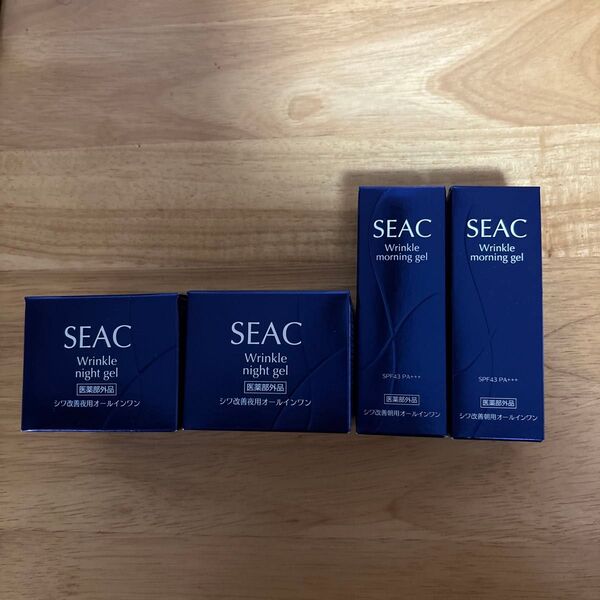 SEAC
Wrinkle
night gel
医薬部外品
シワ改善夜用オールインワン
SEAC
Wrinkle
night gel
医薬部外品
シワ改善夜用オールインワン
SEAC
Wrinkle
morning gel
SPF43 PA+++
医薬部外品
シワ改善朝用オールインワン
SEAC
Wrinkle
morning gel
SPF43 PA+++
医薬部外品
シワ改善朝用オールインワン